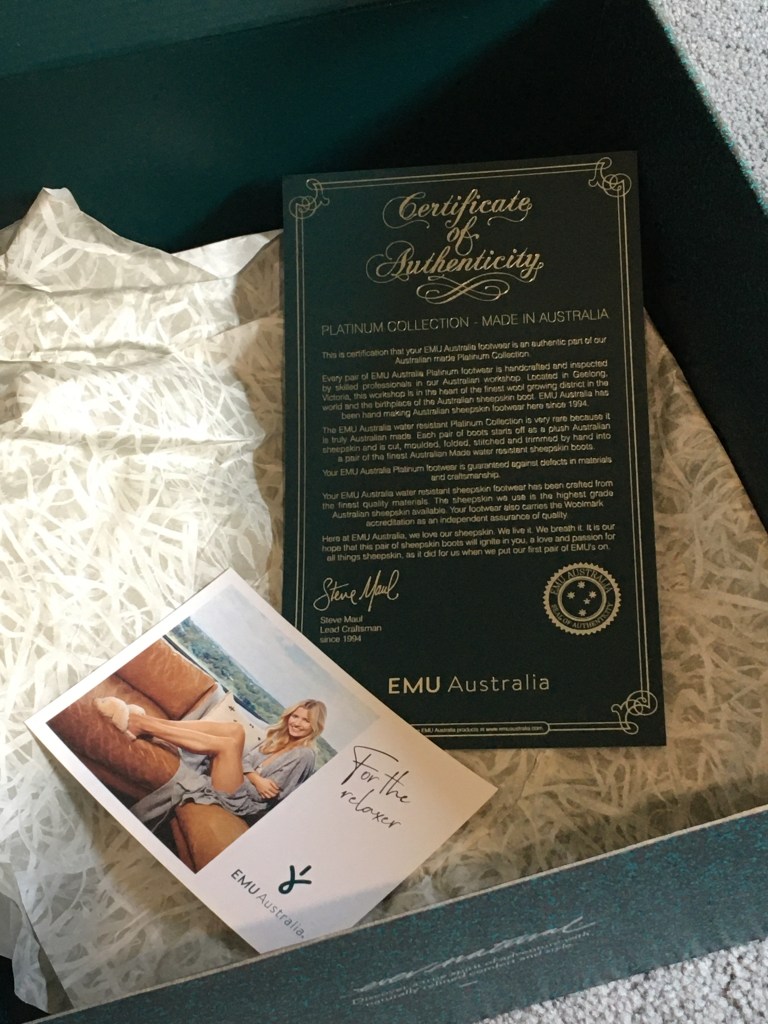 Certificate
of
Authenticity
PLATINUM COLLECTION - MADE IN AUSTRALIA
This is certification that your EMU Australia footwear is an authentic part of our
Australian made Platinum Collection.
Every pair of EMU Australia Platinum footwear is handcrafted and inspected
by skilled professionals in our Australian workshop. Located in Geelong,
Victoria, this workshop is in the heart of the finest wool growing district in the
world and the birthplace of the Australian sheepskin boot. EMU Australia has
been hand making Australian sheepskin footwear here since 1994.
The EMU Australia water resistant Platinum Collection is very rare because it
is truly Australian made. Each pair of boots starts off as a plush Australian
sheepskin and is cut, moulded, folded, stitched and trimmed by hand into
a pair of the finest Australian Made water resistant sheepskin boots.
Your EMU Australia Platinum footwear is guaranteed against defects in materials
and craftsmanship.
Your EMU Australia water resistant sheepskin footwear has been crafted from
the finest quality materials. The sheepskin we use is the highest grade
Australian sheepskin available. Your footwear also carries the Woolmark
accreditation as an independent assurance of quality.
Here at EMU Australia, we love our sheepskin. We live it. We breath it. It is our
hope that this pair of sheepskin boots will ignite in you, a love and passion for
all things sheepskin, as it did for us when we put our first pair of EMU's on.
Steve Maul
Steve Maul
Lead Craftsman
since 1994
EMU AUSTRALIA
SEAL OF AUTHENTICITY
EMU Australia
EMU Australia products at www.emuaustralia.com
For the
relaxer
EMU Australia
naturally refined comfort and style.